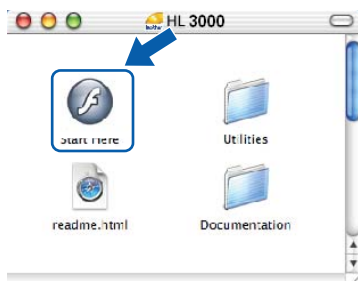 HL 3000
Start Here
Utilities
readme.html
Documentation